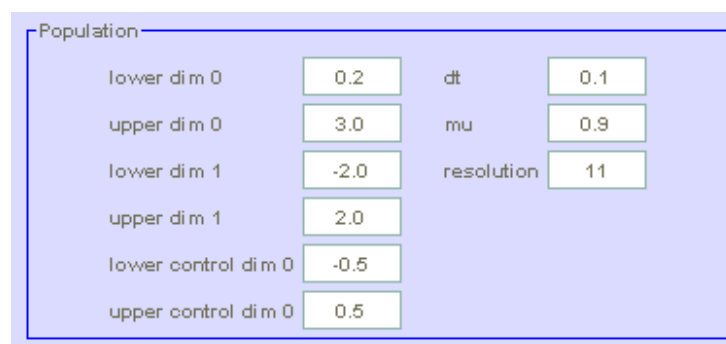 Population
lower dim 0 0.2 dt 0.1
upper dim 0 3.0 mu 0.9
lower dim 1 -2.0 resolution 11
upper dim 1 2.0
lower control dim 0 -0.5
upper control dim 0 0.5